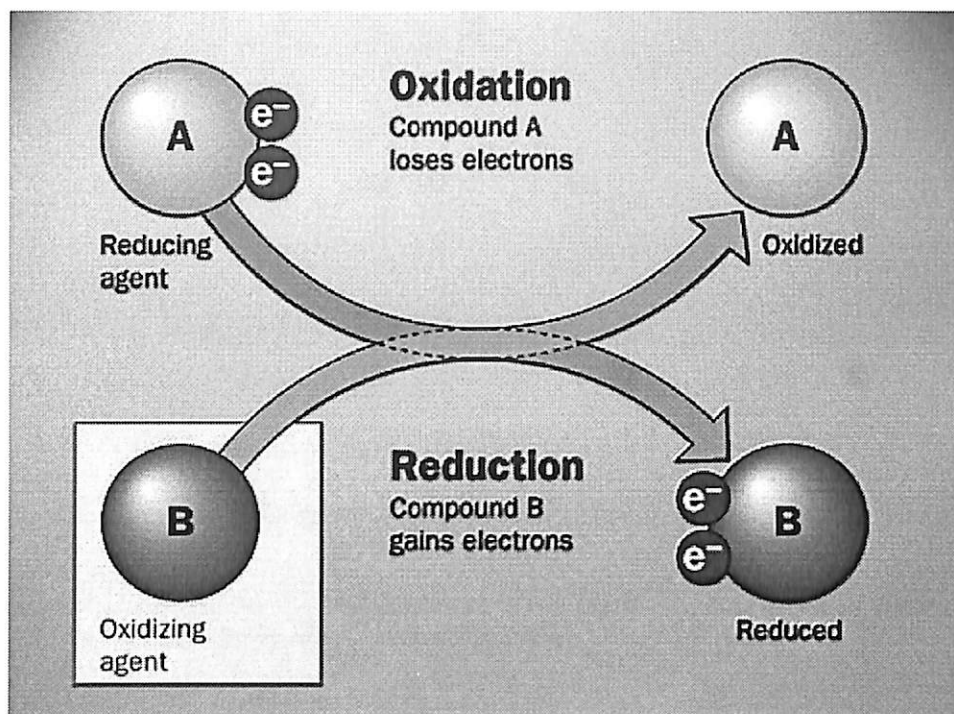 A
e–
e–
Reducing
agent
Oxidation
Compound A
loses electrons
A
Oxidized
B
Oxidizing
agent
Reduction
Compound B
gains electrons
e–
e–
B
Reduced